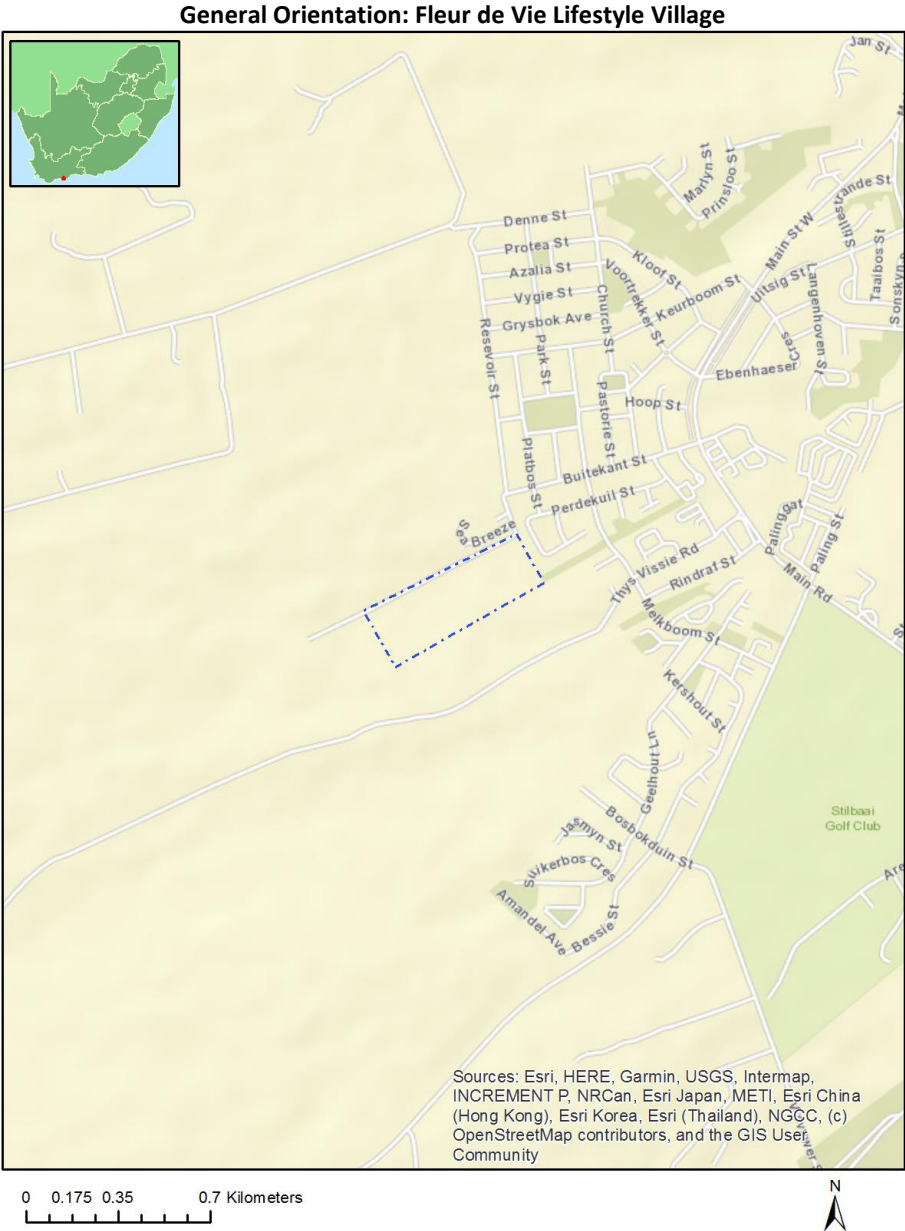 General Orientation: Fleur de Vie Lifestyle Village
Jan St
Marlyn St
Prinsloo St
Stillestrande St
Denne St
Main St W
Protea St
Kloof St
Taaibos St
Azalia St
Voortrekker St
Keurboom St
Uitsig St
Langenhoven St
Vygie St
Church St
Grysbok Ave
Resevoir St
Park St
Cres
Ebenhaeser
Pastorie St
Hoop St
Platbos St
Buitekant St
Perdekuil St
Palinggat
Paling St
Sea
Breeze
Thys Vissie Rd
Rindraf St
Main Rd
Melkboom St
Kershout St
Geelhout Ln
Stilbaai
Golf Club
Bosbokduin St
Jasmyn St
Suikerbos Cres
Amandel Ave
Bessie St
Sources: Esri, HERE, Garmin, USGS, Intermap,
INCREMENT P, NRCan, Esri Japan, METI, Esri China
(Hong Kong), Esri Korea, Esri (Thailand), NGCC, (c)
OpenStreetMap contributors, and the GIS User
Community
0 0.175 0.35 0.7 Kilometers
N